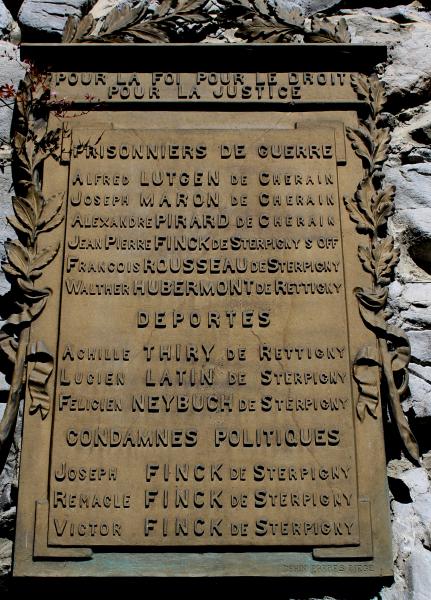 POUR LA FOI POUR LE DROIT
POUR LA JUSTICE
PRISONNIERS DE GUERRE
ALFRED LUTGEN DE CHERAIN
JOSEPH MARON DE CHERAIN
ALEXANDRE PIRARD DE CHERAIN
JEAN PIERRE FINCK DE STERPIGNY S OFF
FRANCOIS ROUSSEAU DE STERPIGNY
WALTHER HUBERMONT DE RETTIGNY
DEPORTES
ACHILLE THIRY DE RETTIGNY
LUCIEN LATIN DE STERPIGNY
FELICIEN NEYBUCH DE STERPIGNY
CONDAMNES POLITIQUES
JOSEPH FINCK DE STERPIGNY
REMACLE FINCK DE STERPIGNY
VICTOR FINCK DE STERPIGNY
FRERES LIEGE